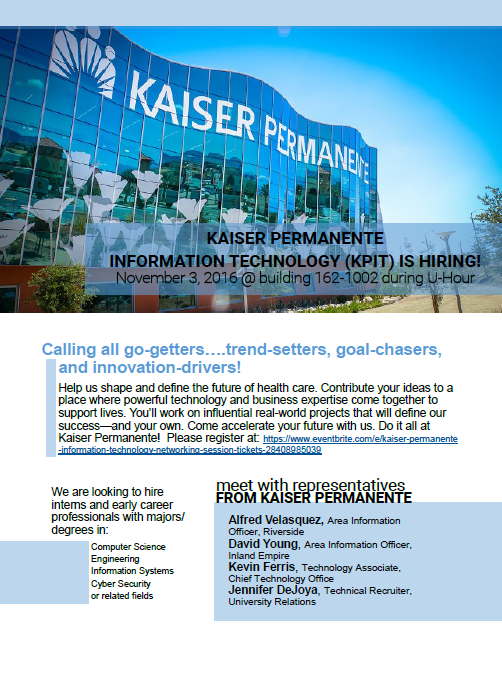 KAISER PERMANENTE
KAISER PERMANENTE
INFORMATION TECHNOLOGY (KPIT) IS HIRING!
November 3, 2016 @ building 162-1002 during U-Hour
Calling all go-getters….trend-setters, goal-chasers,
and innovation-drivers!
Help us shape and define the future of health care. Contribute your ideas to a
place where powerful technology and business expertise come together to
support lives. You'll work on influential real-world projects that will define our
success—and your own. Come accelerate your future with us. Do it all at
Kaiser Permanente! Please register at: https://www.eventbrite.com/e/kaiser-permanente
-information-technology-networking-session-tickets-28408985039
We are looking to hire
interns and early career
professionals with majors/
degrees in:
Computer Science
Engineering
Information Systems
Cyber Security
or related fields
meet with representatives
FROM KAISER PERMANENTE
Alfred Velasquez, Area Information
Officer, Riverside
David Young, Area Information Officer,
Inland Empire
Kevin Ferris, Technology Associate,
Chief Technology Office
Jennifer DeJoya, Technical Recruiter,
University Relations